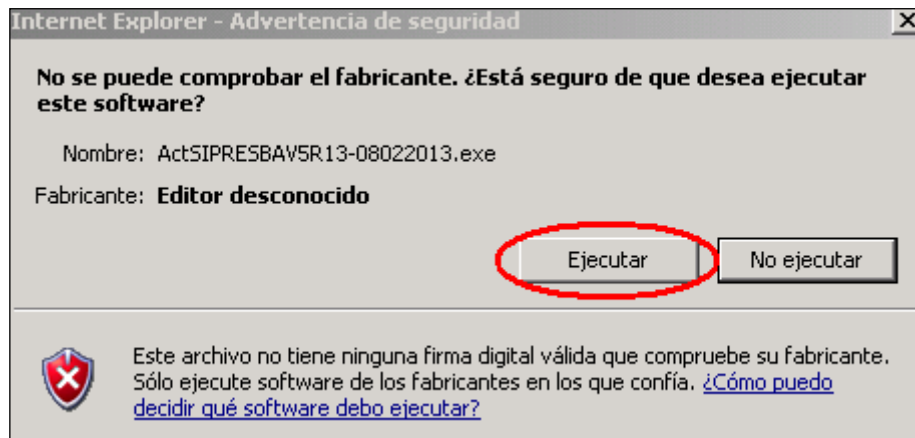 Internet Explorer - Advertencia de seguridad
No se puede comprobar el fabricante. ¿Está seguro de que desea ejecutar
este software?
Nombre: ActSIPRESBAV5R13-08022013.exe
Fabricante: Editor desconocido
Ejecutar No ejecutar
Este archivo no tiene ninguna firma digital válida que compruebe su fabricante.
Sólo ejecute software de los fabricantes en los que confía. ¿Cómo puedo
decidir qué software debo ejecutar?